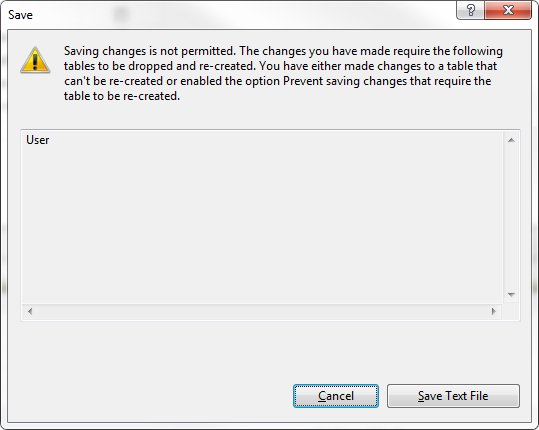 Save
Saving changes is not permitted. The changes you have made require the following
tables to be dropped and re-created. You have either made changes to a table that
can't be re-created or enabled the option Prevent saving changes that require the
table to be re-created.
User
Cancel
Save Text File